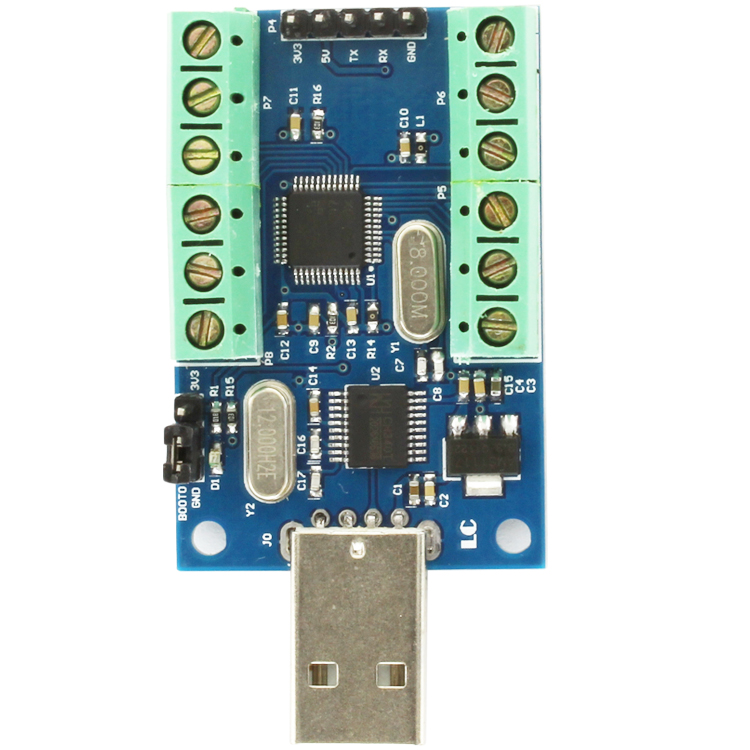 BOOT0
GND
3V3
D1
R1
R15
Y2
12.000HZE
J0
P8
P7
P4
C12
C11
3V3
C17
C16
C14
C9
R16
5V
R2
C13
TX
R14
U1
U2
RX
Y1
C1
C7
8.000M
C10
GND
L1
C2
C8
P5
P6
LC
C15
C4
C3